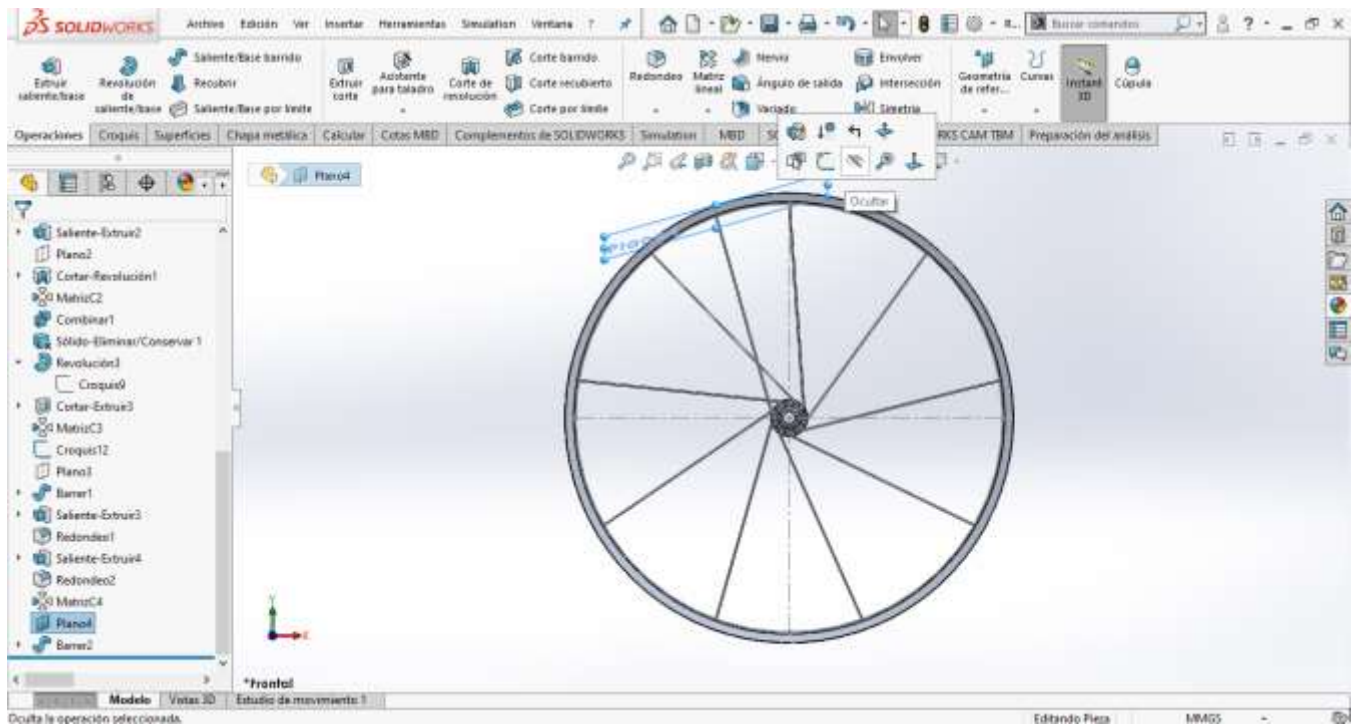 SOLIDWORKS Archivo Edición Ver Insertar Herramientas Simulation Ventana ?
Extruir saliente/base
Revolución de saliente/base
Saliente/Base barrido
Recubrir
Saliente/Base por límite
Extruir corte
Asistente para taladro
Corte de revolución
Corte barrido
Corte recubierto
Corte por límite
Redondeo
Matriz lineal
Nervio
Ángulo de salida
Vaciado
Envolver
Intersección
Simetría
Geometría de refer...
Curvas
Instant 3D
Cúpula
Operaciones Croquis Superficies Chapa metálica Calcular Cotas MBD Complementos de SOLIDWORKS Simulation MBD RKS CAM TBM Preparación del análisis
Plano4
Ocultar
Saliente-Extruir2
Plano2
Cortar-Revolución1
MatrizC2
Combinar1
Sólido-Eliminar/Conservar 1
Revolución3
Croquis9
Cortar-Extruir3
MatrizC3
Croquis12
Plano3
Barrer1
Saliente-Extruir3
Redondeo1
Saliente-Extruir4
Redondeo2
MatrizC4
Plano4
Barrer2
Y
X
*Frontal
Modelo Vistas 3D Estudio de movimiento 1
Oculta la operación seleccionada. Editando Pieza MMGS